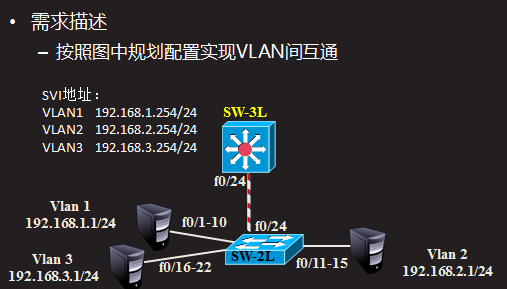 • 需求描述
– 按照图中规划配置实现VLAN间互通
SVI地址：
VLAN1 192.168.1.254/24
VLAN2 192.168.2.254/24
VLAN3 192.168.3.254/24
SW-3L
f0/24
Vlan 1
192.168.1.1/24
f0/1-10
f0/24
Vlan 3
192.168.3.1/24
f0/16-22
SW-2L
f0/11-15
Vlan 2
192.168.2.1/24